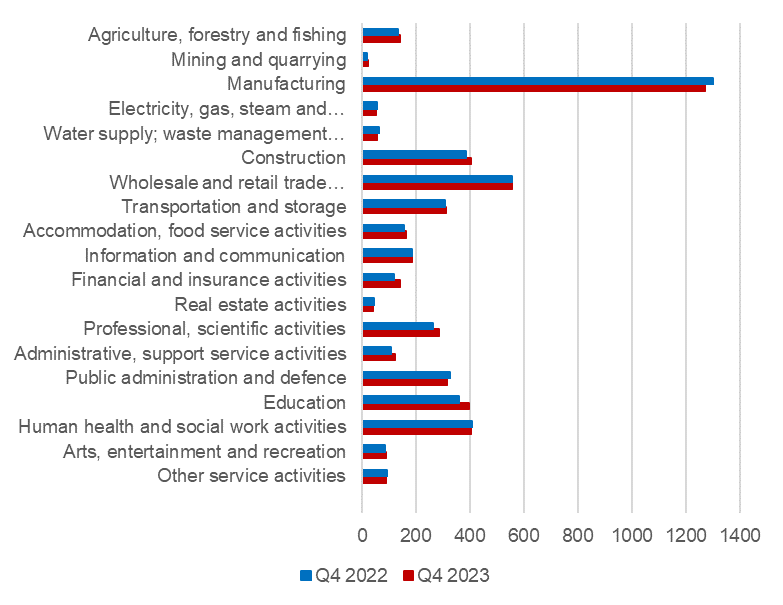 Agriculture, forestry and fishing
Mining and quarrying
Manufacturing
Electricity, gas, steam and…
Water supply; waste management…
Construction
Wholesale and retail trade…
Transportation and storage
Accommodation, food service activities
Information and communication
Financial and insurance activities
Real estate activities
Professional, scientific activities
Administrative, support service activities
Public administration and defence
Education
Human health and social work activities
Arts, entertainment and recreation
Other service activities
0 200 400 600 800 1000 1200 1400
Q4 2022 Q4 2023